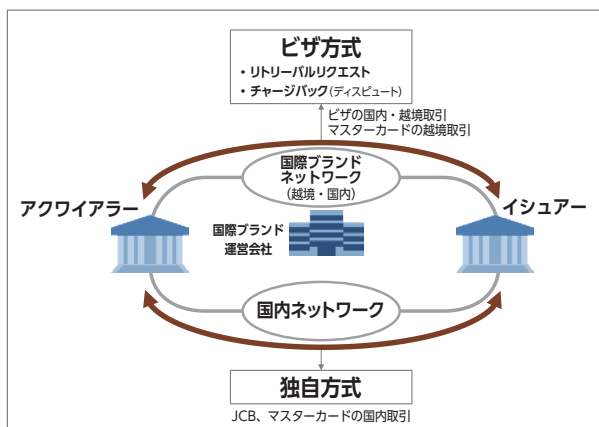 ビザ方式
・リトリーバルリクエスト
・チャージバック(ディスピュート)
ビザの国内・越境取引
マスターカードの越境取引
国際ブランド
ネットワーク
(越境・国内)
アクワイアラー
イシュアー
国際ブランド
運営会社
国内ネットワーク
独自方式
JCB、マスターカードの国内取引